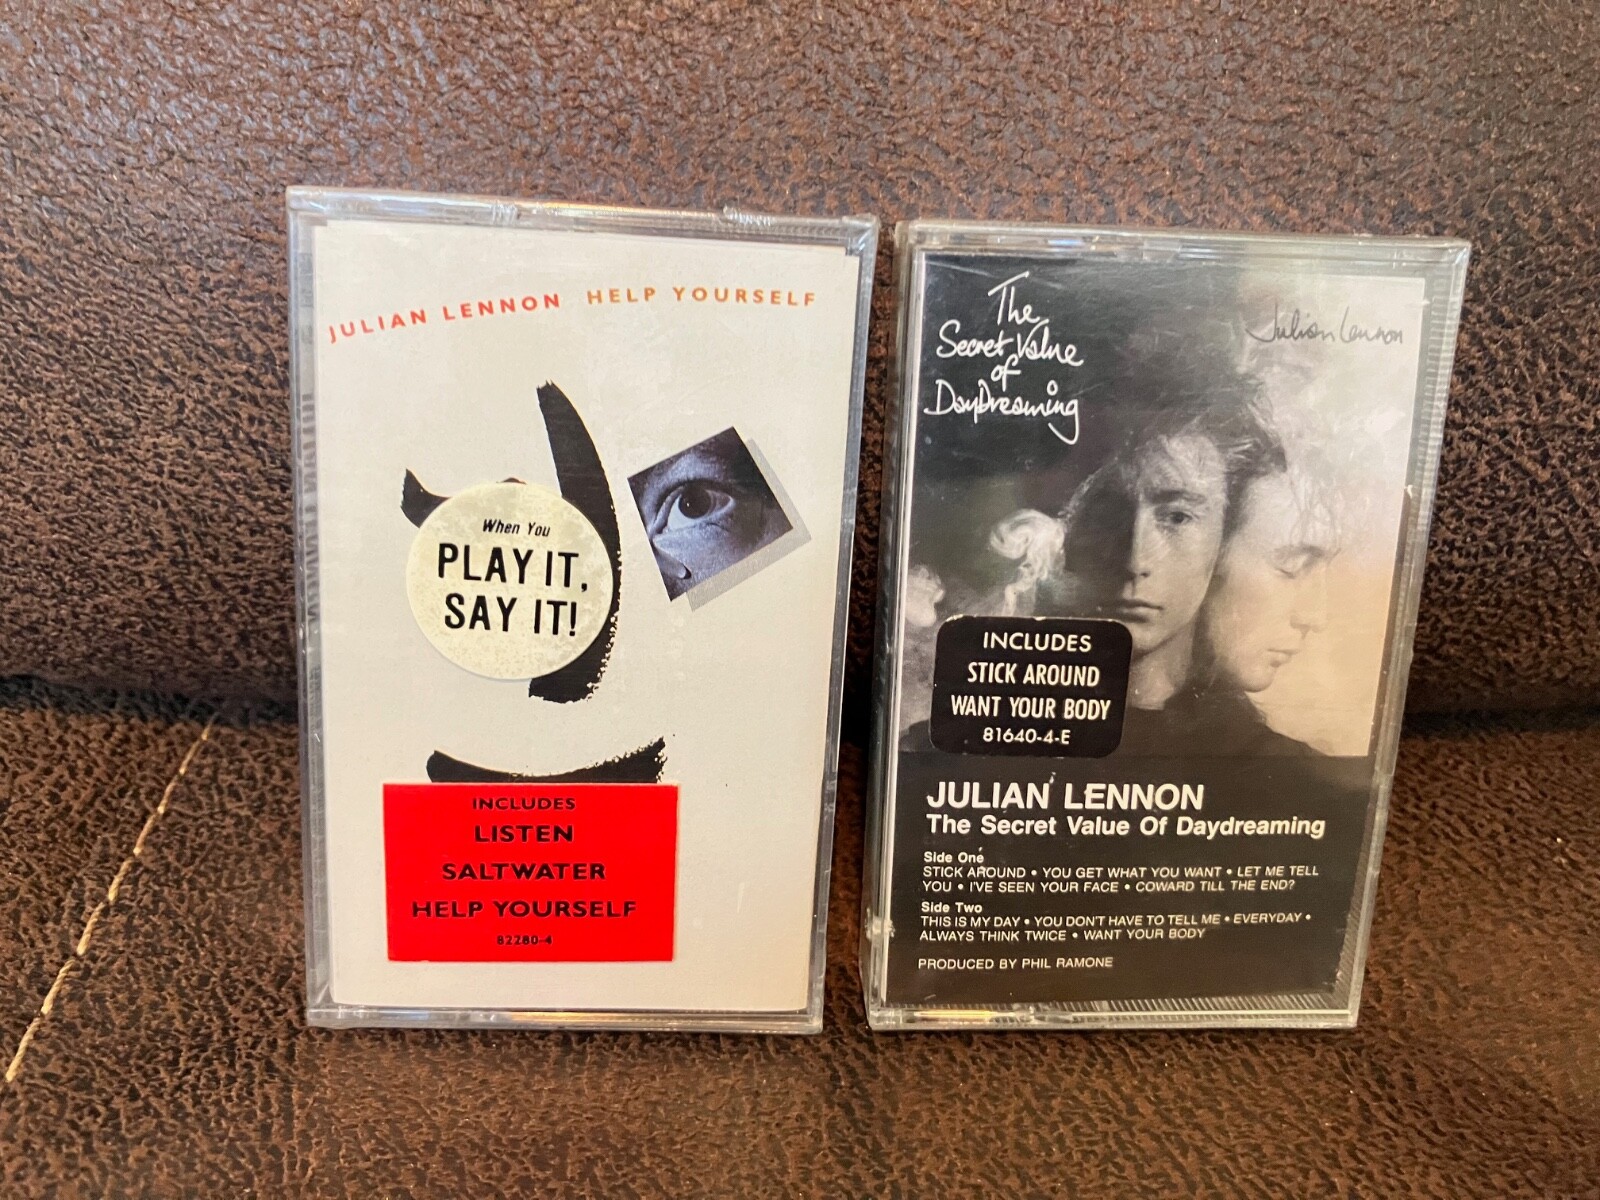 JULIAN LENNON HELP YOURSELF
When You
PLAY IT,
SAY IT!
INCLUDES
LISTEN
SALTWATER
HELP YOURSELF
82280-4
The
Secret Value
of
DayDreaming
Julian Lennon
INCLUDES
STICK AROUND
WANT YOUR BODY
81640-4-E
JULIAN LENNON
The Secret Value Of Daydreaming
Side One
STICK AROUND • YOU GET WHAT YOU WANT • LET ME TELL
YOU • I'VE SEEN YOUR FACE • COWARD TILL THE END?
Side Two
THIS IS MY DAY • YOU DON'T HAVE TO TELL ME • EVERYDAY •
ALWAYS THINK TWICE • WANT YOUR BODY
PRODUCED BY PHIL RAMONE